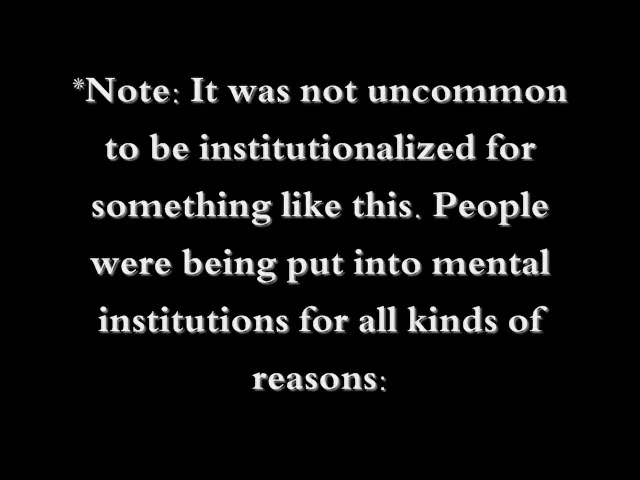 *Note: It was not uncommon
to be institutionalized for
something like this. People
were being put into mental
institutions for all kinds of
reasons: